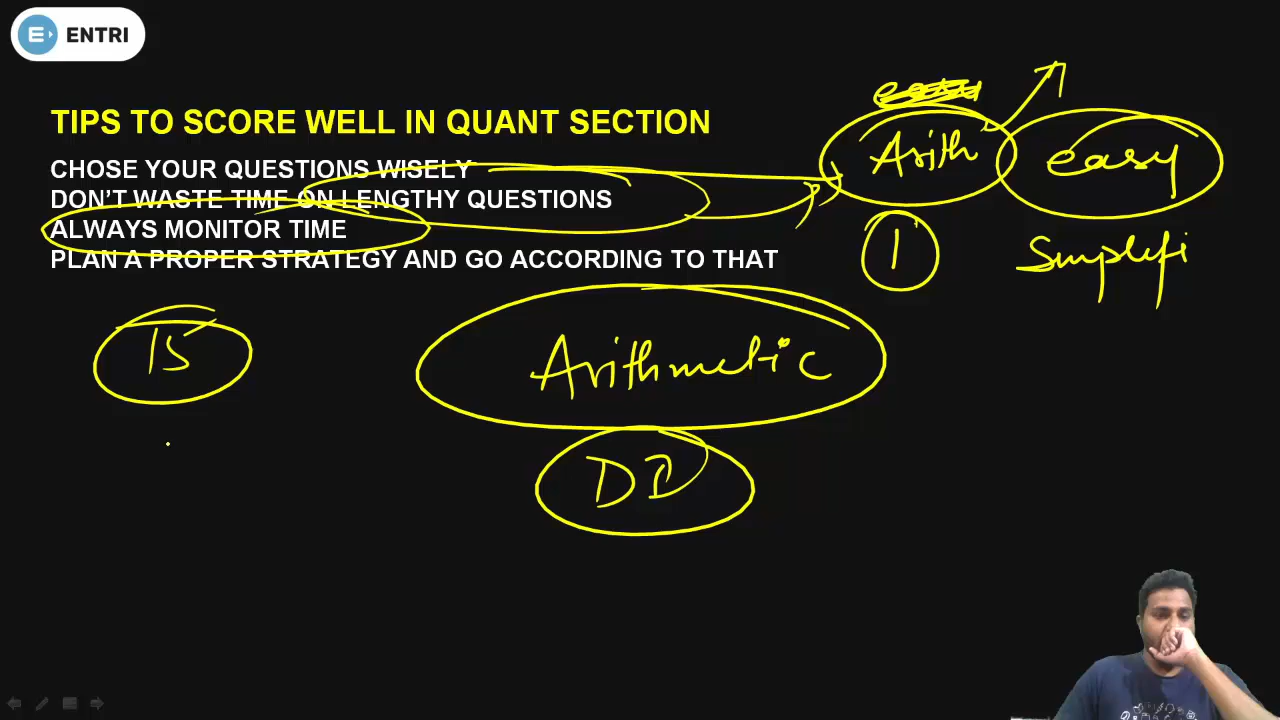 ENTRI
TIPS TO SCORE WELL IN QUANT SECTION
CHOSE YOUR QUESTIONS WISELY
DON'T WASTE TIME ON LENGTHY QUESTIONS
ALWAYS MONITOR TIME
PLAN A PROPER STRATEGY AND GO ACCORDING TO THAT
Arith easy
1 Simplifi
15
Arithmetic
DI